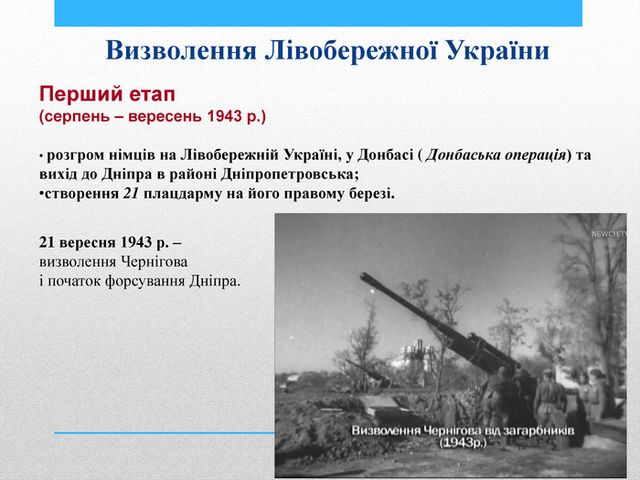 Визволення Лівобережної України
Перший етап
(серпень – вересень 1943 р.)
• розгром німців на Лівобережній Україні, у Донбасі ( Донбаська операція) та
вихід до Дніпра в районі Дніпропетровська;
•створення 21 плацдарму на його правому березі.
21 вересня 1943 р. –
визволення Чернігова
і початок форсування Дніпра.
NEWCH.TV
Визволення Чернігова від загарбників
(1943р.)